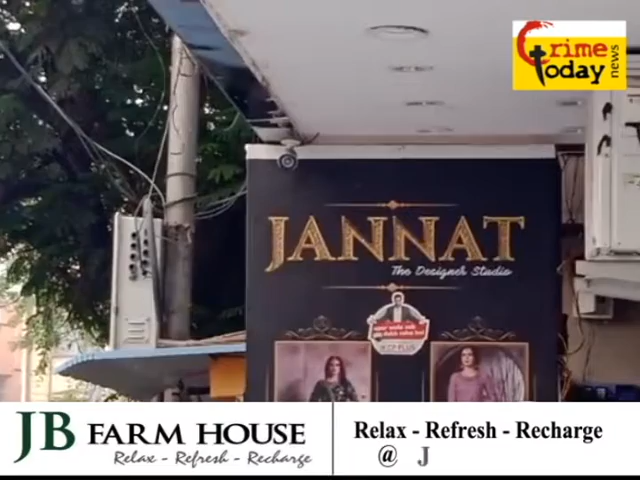 Crime
Today
news
JANNAT
The Designer Studio
JB FARM HOUSE
Relax - Refresh - Recharge
Relax - Refresh - Recharge
@ J